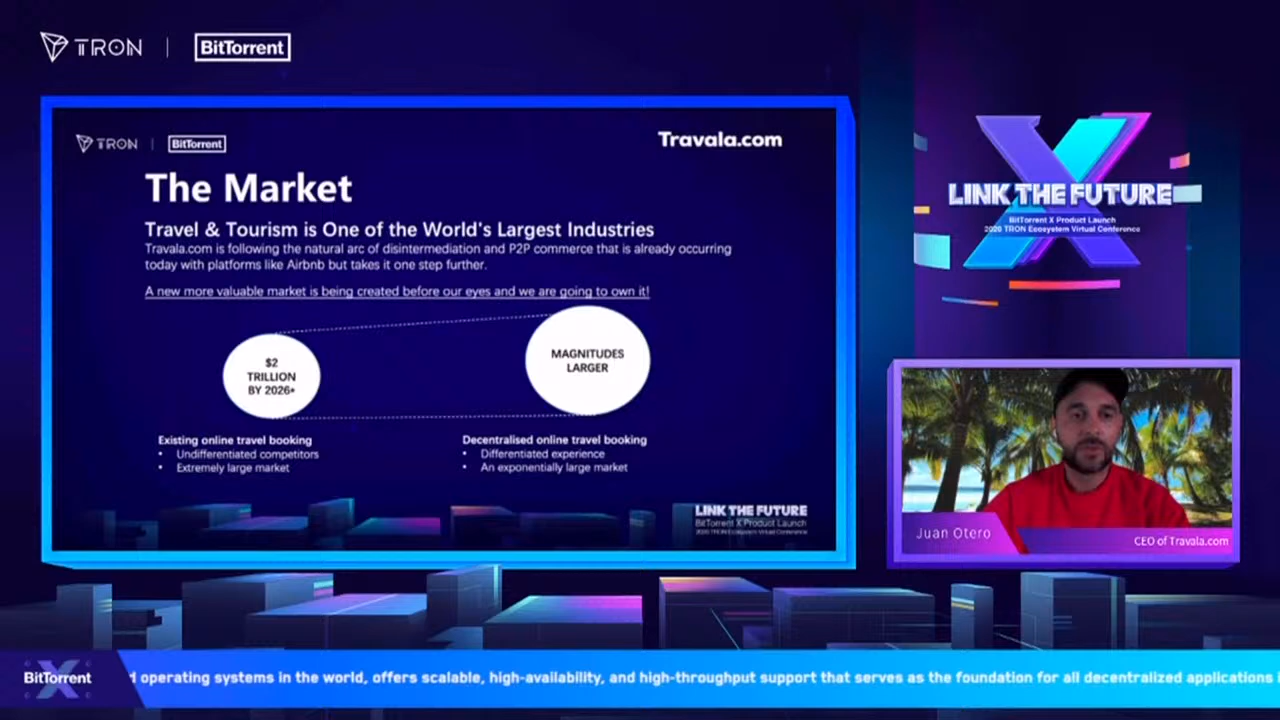 TRON | BitTorrent
TRON | BitTorrent
Travala.com
The Market
Travel & Tourism is One of the World's Largest Industries
Travala.com is following the natural arc of disintermediation and P2P commerce that is already occurring
today with platforms like Airbnb but takes it one step further.
A new more valuable market is being created before our eyes and we are going to own it!
$2
TRILLION
BY 2026*
MAGNITUDES
LARGER
Existing online travel booking
• Undifferentiated competitors
• Extremely large market
Decentralised online travel booking
• Differentiated experience
• An exponentially large market
LINK THE FUTURE
BitTorrent X Product Launch
2020 TRON Ecosystem Virtual Conference
LINK THE FUTURE
BitTorrent X Product Launch
2020 TRON Ecosystem Virtual Conference
Juan Otero
CEO of Travala.com
BitTorrent X
operating systems in the world, offers scalable, high-availability, and high-throughput support that serves as the foundation for all decentralized applications